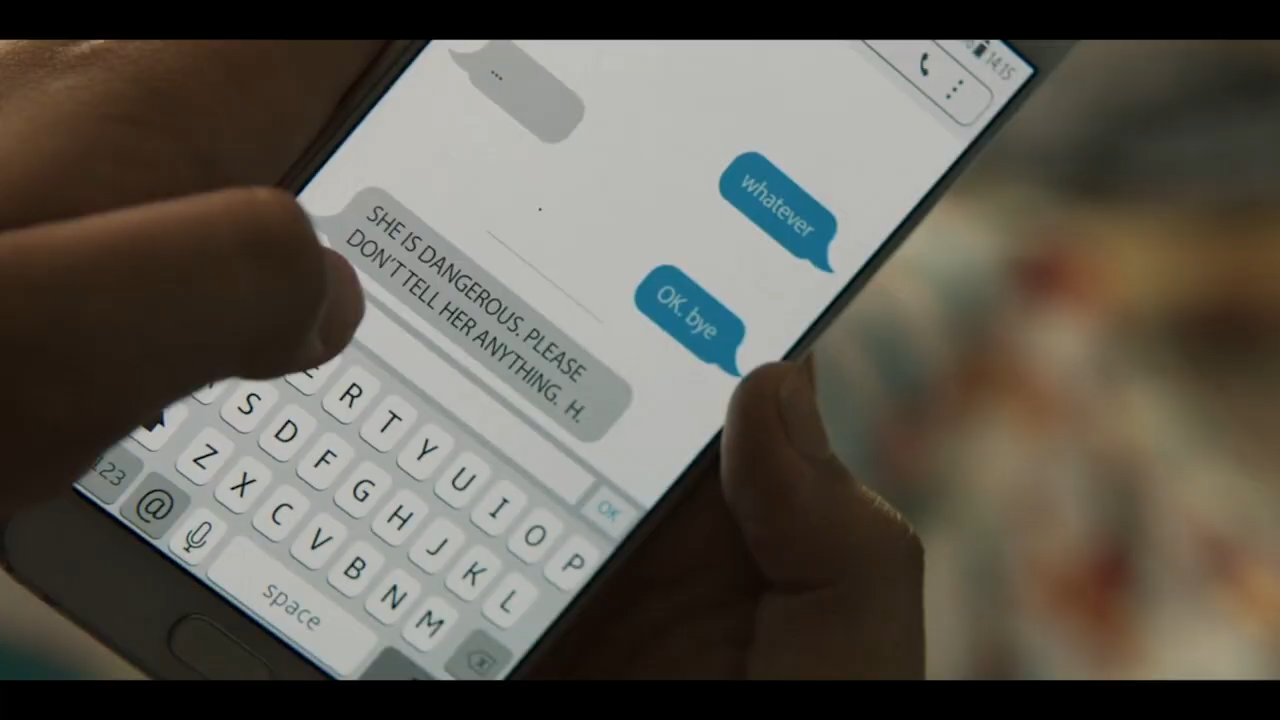 14:15
...
whatever
OK. bye
SHE IS DANGEROUS. PLEASE
DON'T TELL HER ANYTHING. H.
OK
R T Y U I O P
S D F G H J K L
Z X C V B N M
123
@
space